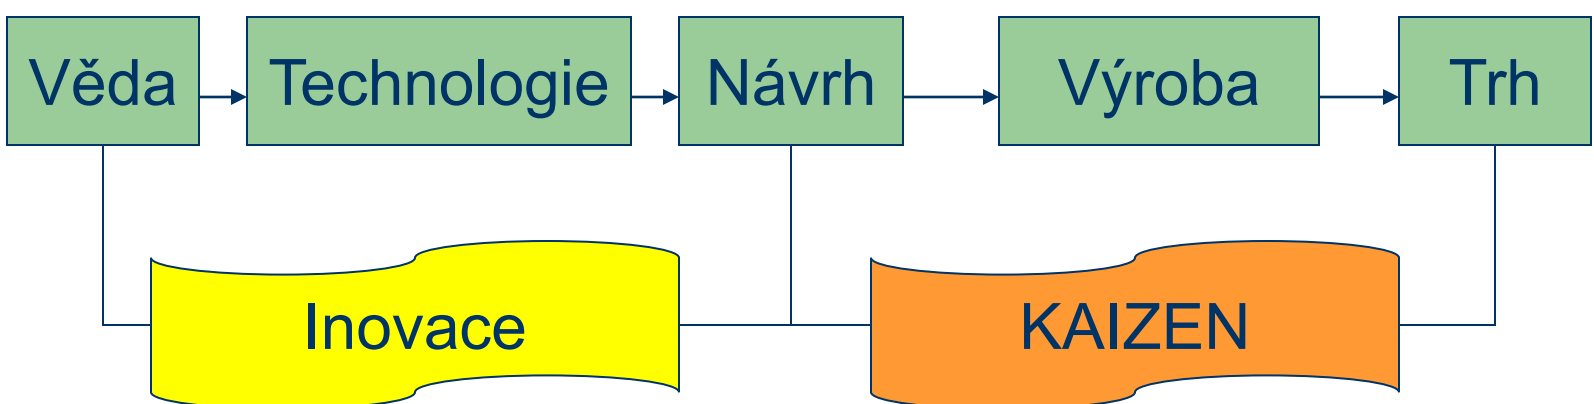 Věda
Technologie
Návrh
Výroba
Trh
Inovace
KAIZEN